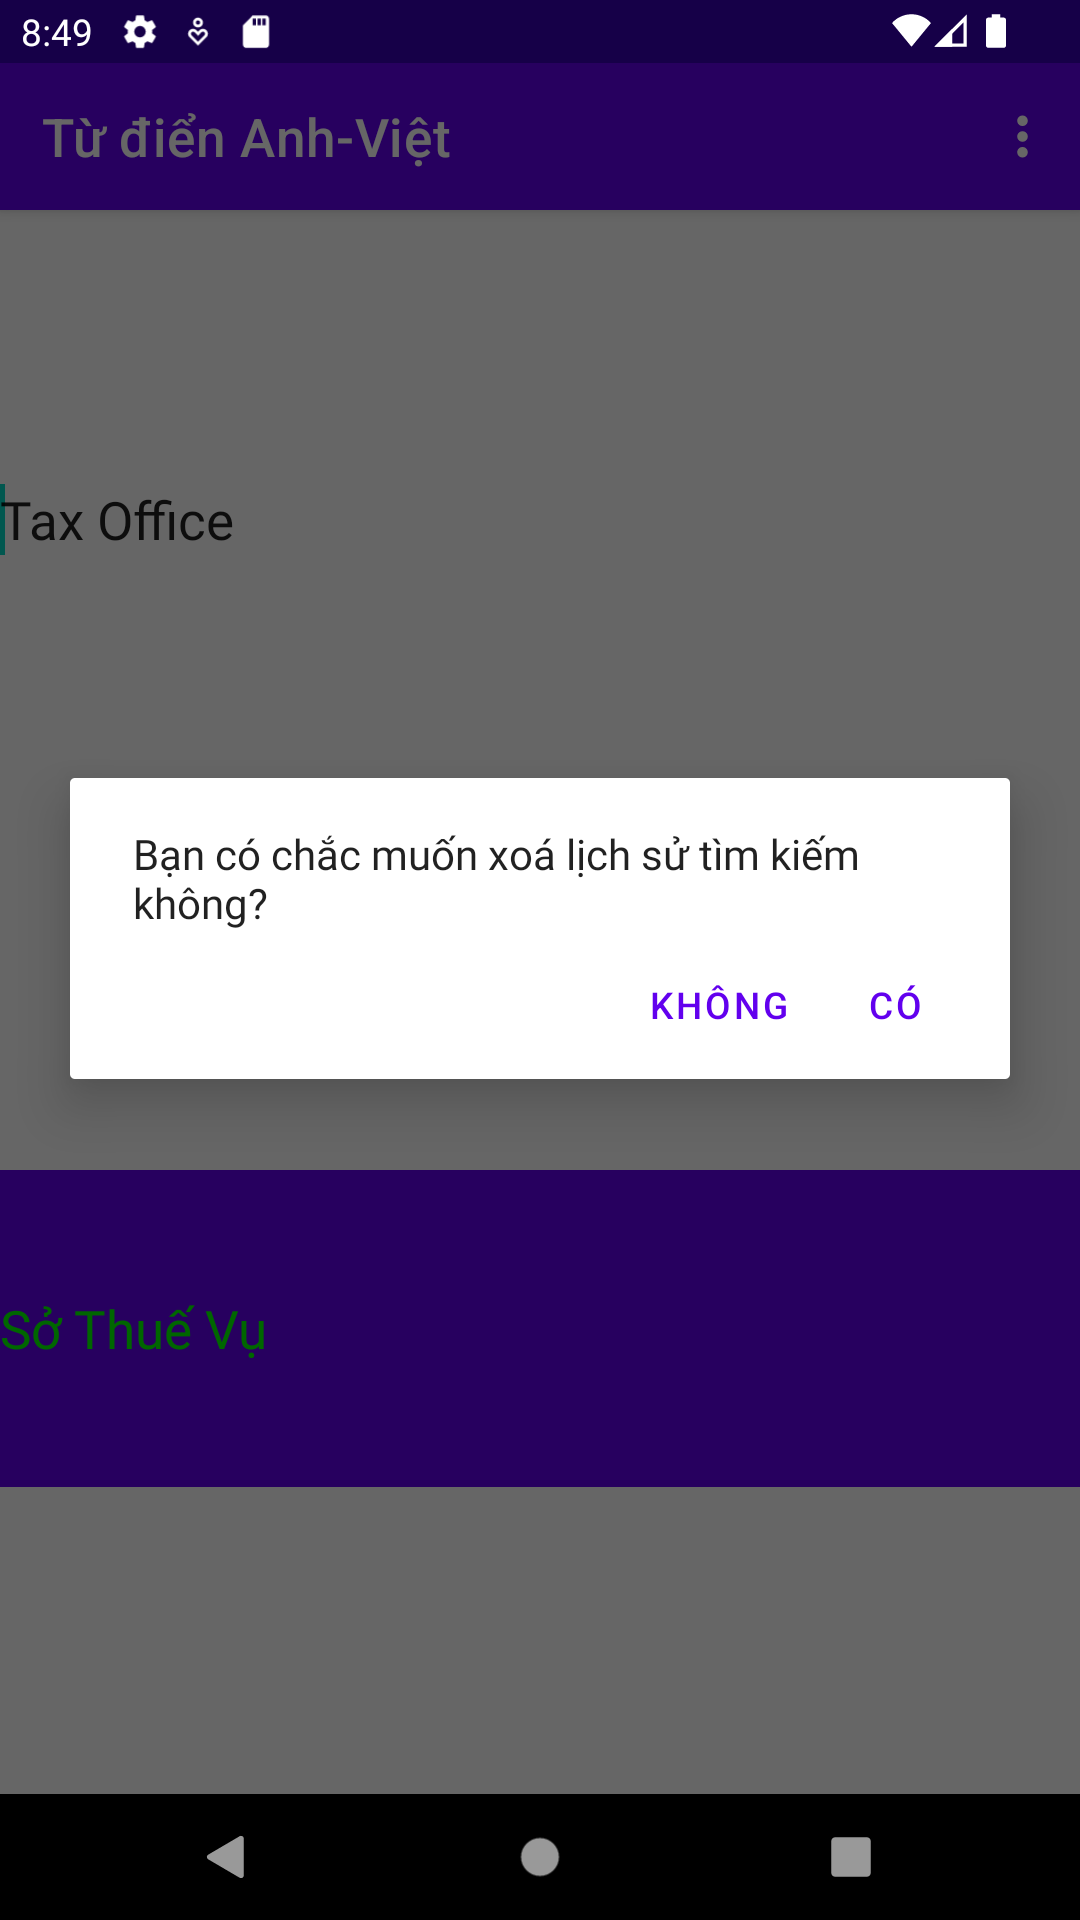 8:49
Từ điển Anh-Việt
Tax Office
Bạn có chắc muốn xoá lịch sử tìm kiếm
không?
KHÔNG CÓ
Sở Thuế Vụ